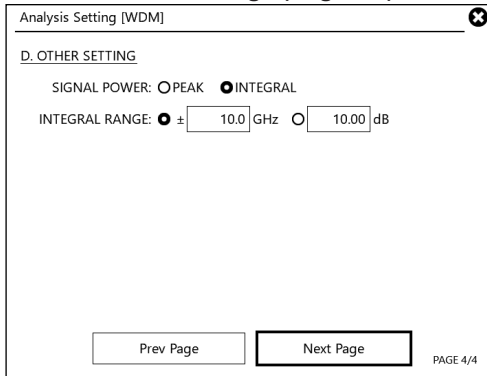 Analysis Setting [WDM]
D. OTHER SETTING
SIGNAL POWER: PEAK INTEGRAL
INTEGRAL RANGE: ± 10.0 GHz 10.00 dB
Prev Page Next Page
PAGE 4/4